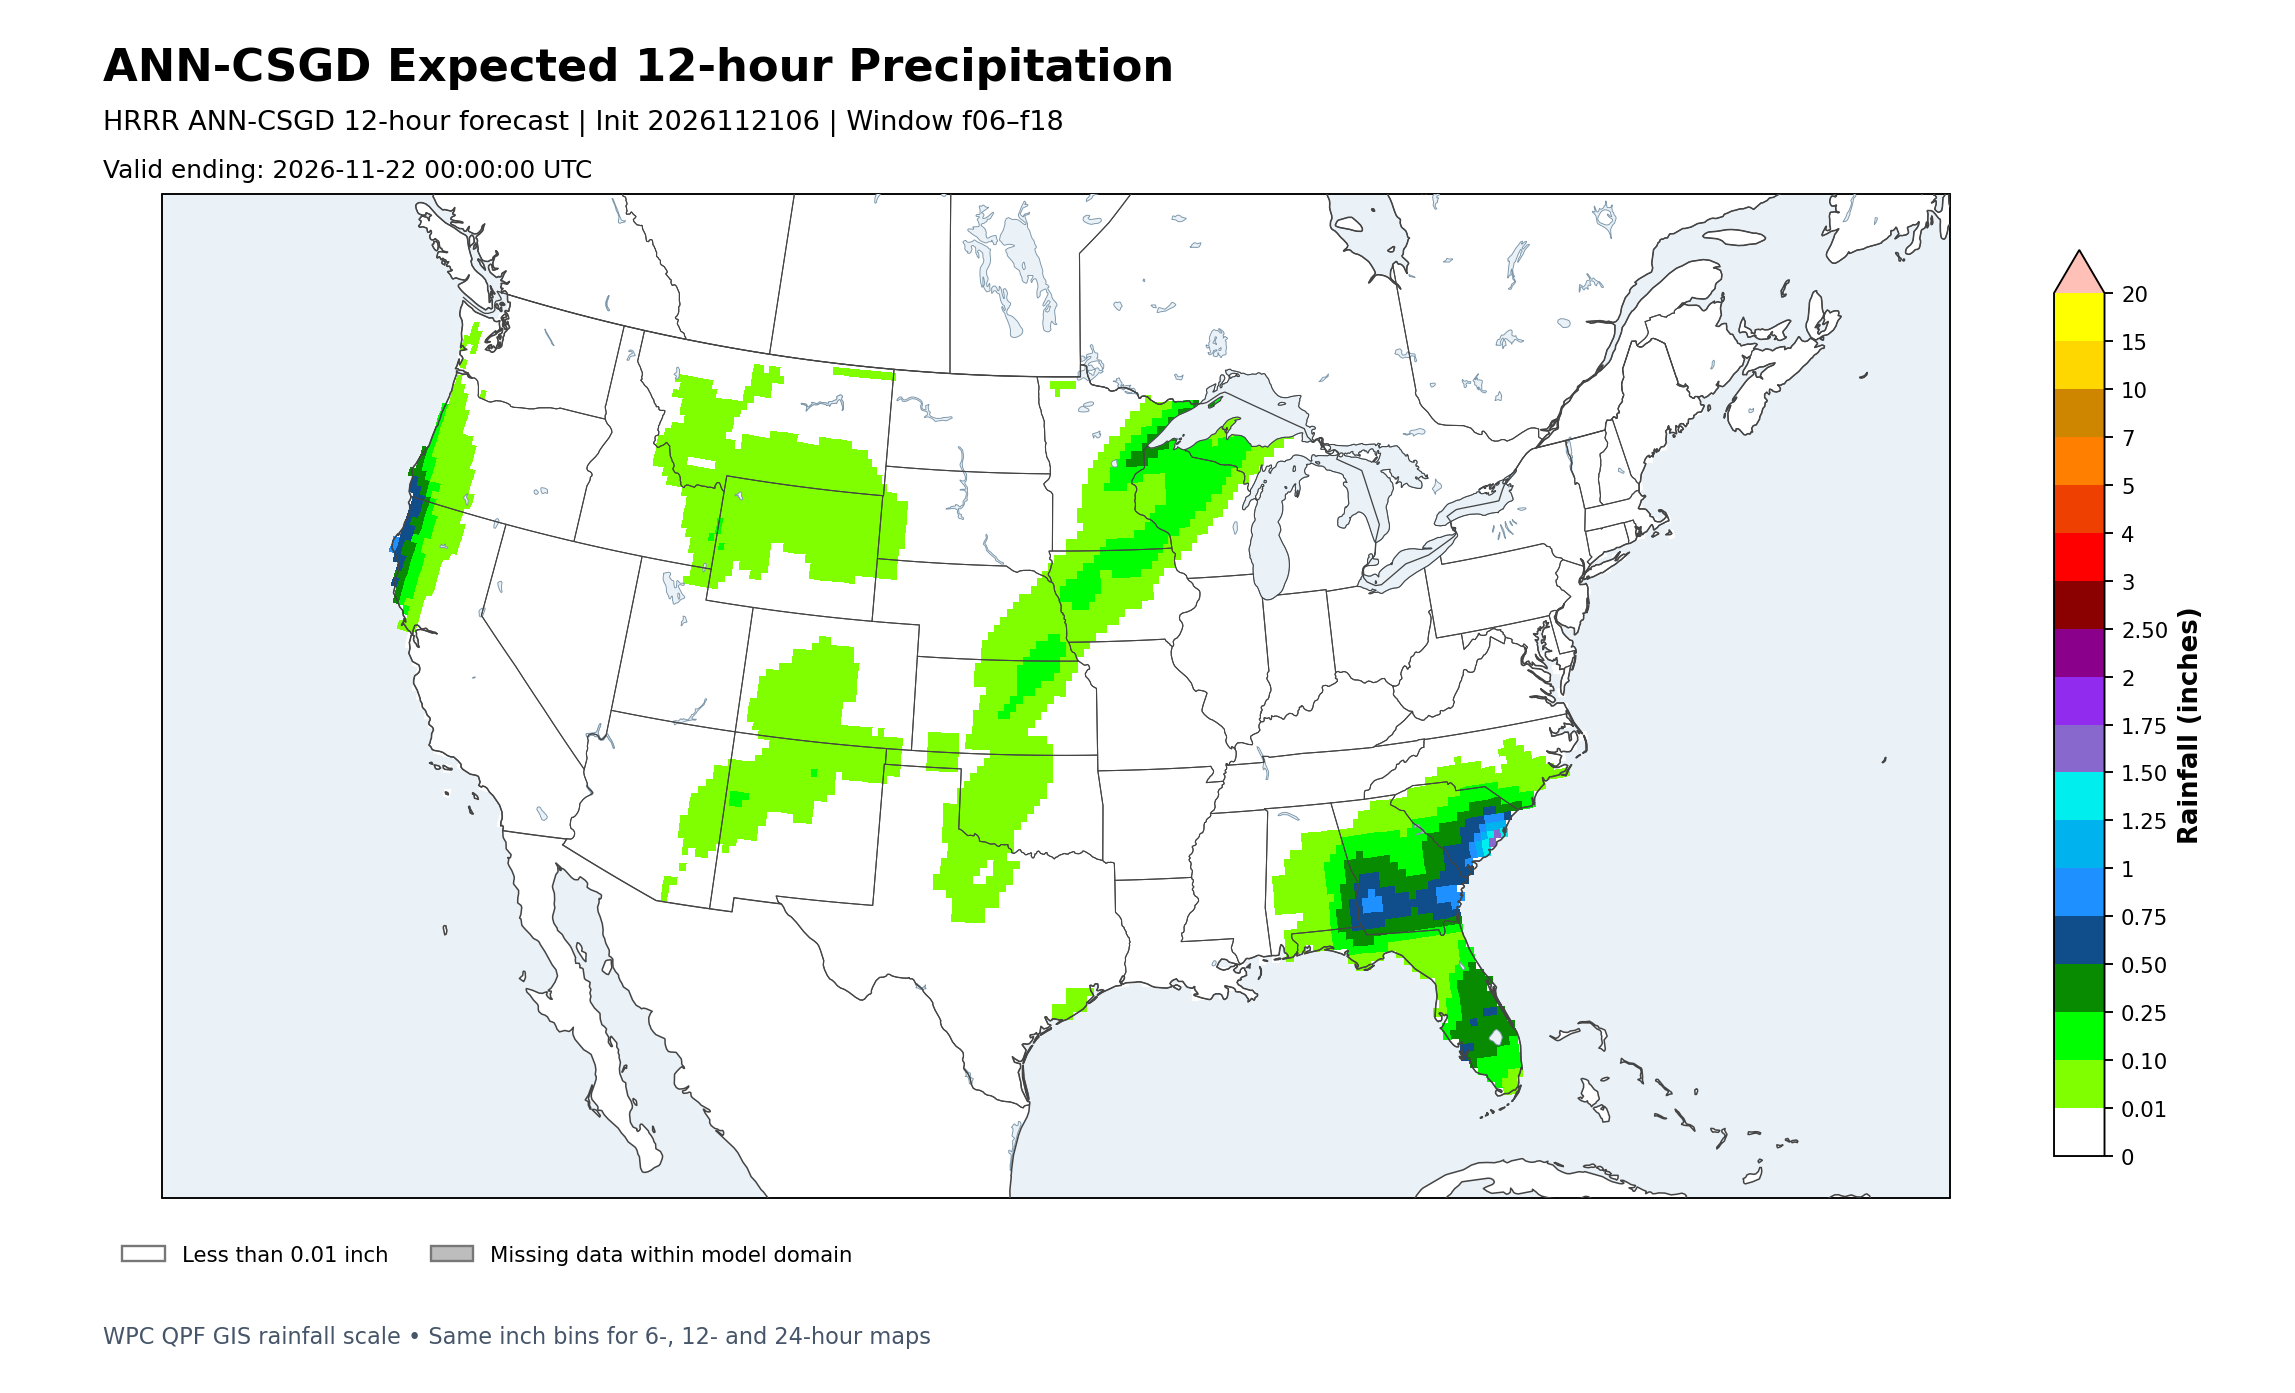 ANN-CSGD Expected 12-hour Precipitation
HRRR ANN-CSGD 12-hour forecast | Init 2026112106 | Window f06–f18
Valid ending: 2026-11-22 00:00:00 UTC
20
15
10
7
5
4
3
2.50
2
1.75
1.50
1.25
1
0.75
0.50
0.25
0.10
0.01
0
Rainfall (inches)
Less than 0.01 inch
Missing data within model domain
WPC QPF GIS rainfall scale • Same inch bins for 6-, 12- and 24-hour maps